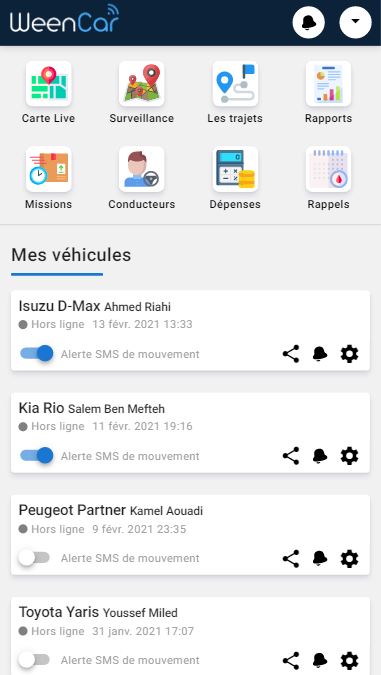 WeenCar
Carte Live Surveillance Les trajets Rapports
Missions Conducteurs Dépenses Rappels
Mes véhicules
Isuzu D-Max Ahmed Riahi
Hors ligne 13 févr. 2021 13:33
Alerte SMS de mouvement
Kia Rio Salem Ben Mefteh
Hors ligne 11 févr. 2021 19:16
Alerte SMS de mouvement
Peugeot Partner Kamel Aouadi
Hors ligne 9 févr. 2021 23:35
Alerte SMS de mouvement
Toyota Yaris Youssef Miled
Hors ligne 31 janv. 2021 17:07
Alerte SMS de mouvement